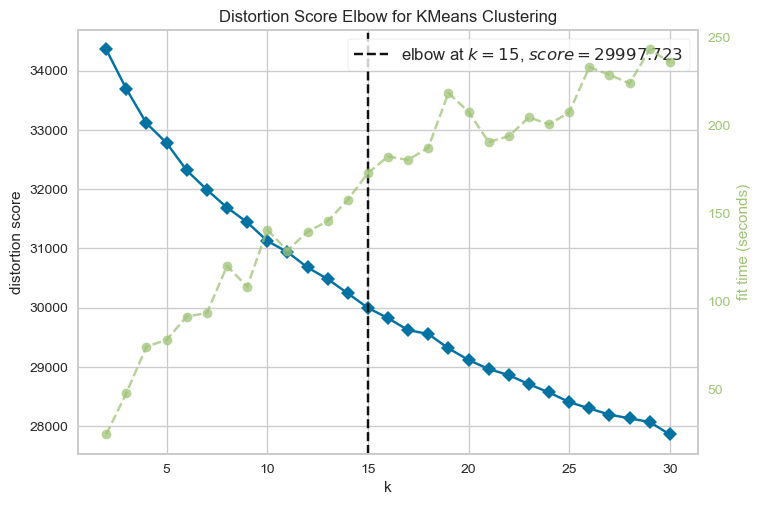 Distortion Score Elbow for KMeans Clustering
elbow at k = 15, score = 29997.723
distortion score
34000
33000
32000
31000
30000
29000
28000
250
200
150
100
50
fit time (seconds)
5 10 15 20 25 30
k